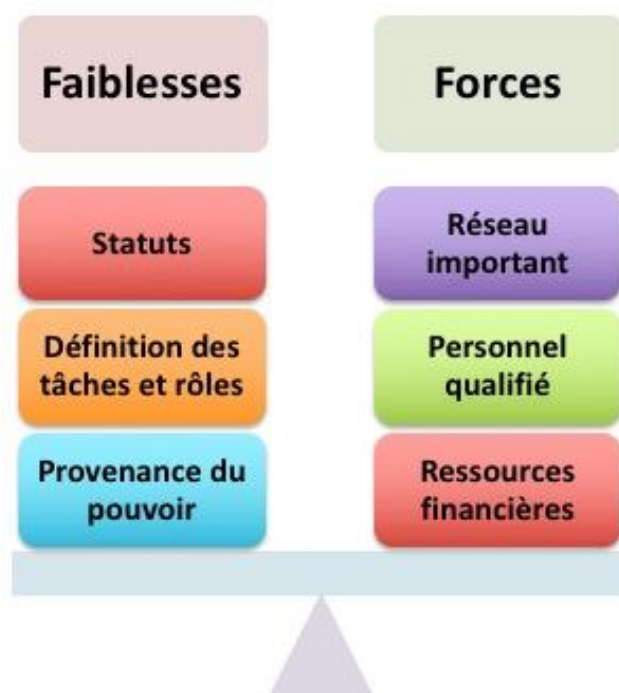 Faiblesses
Forces
Statuts
Réseau
important
Définition des
tâches et rôles
Personnel
qualifié
Provenance du
pouvoir
Ressources
financières